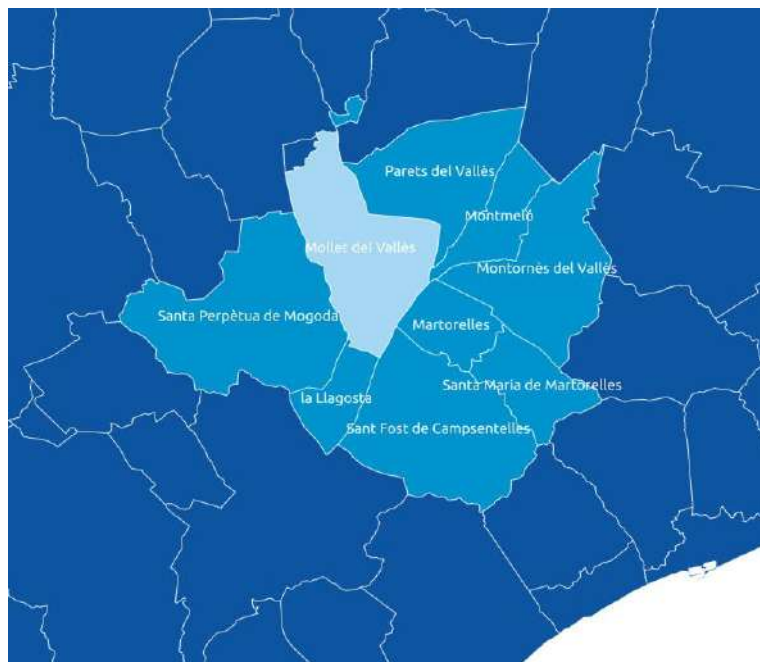 Parets del Vallès
Montmeló
Mollet del Vallès
Montornès del Vallès
Santa Perpètua de Mogoda
Martorelles
Santa Maria de Martorelles
la Llagosta
Sant Fost de Campsentelles